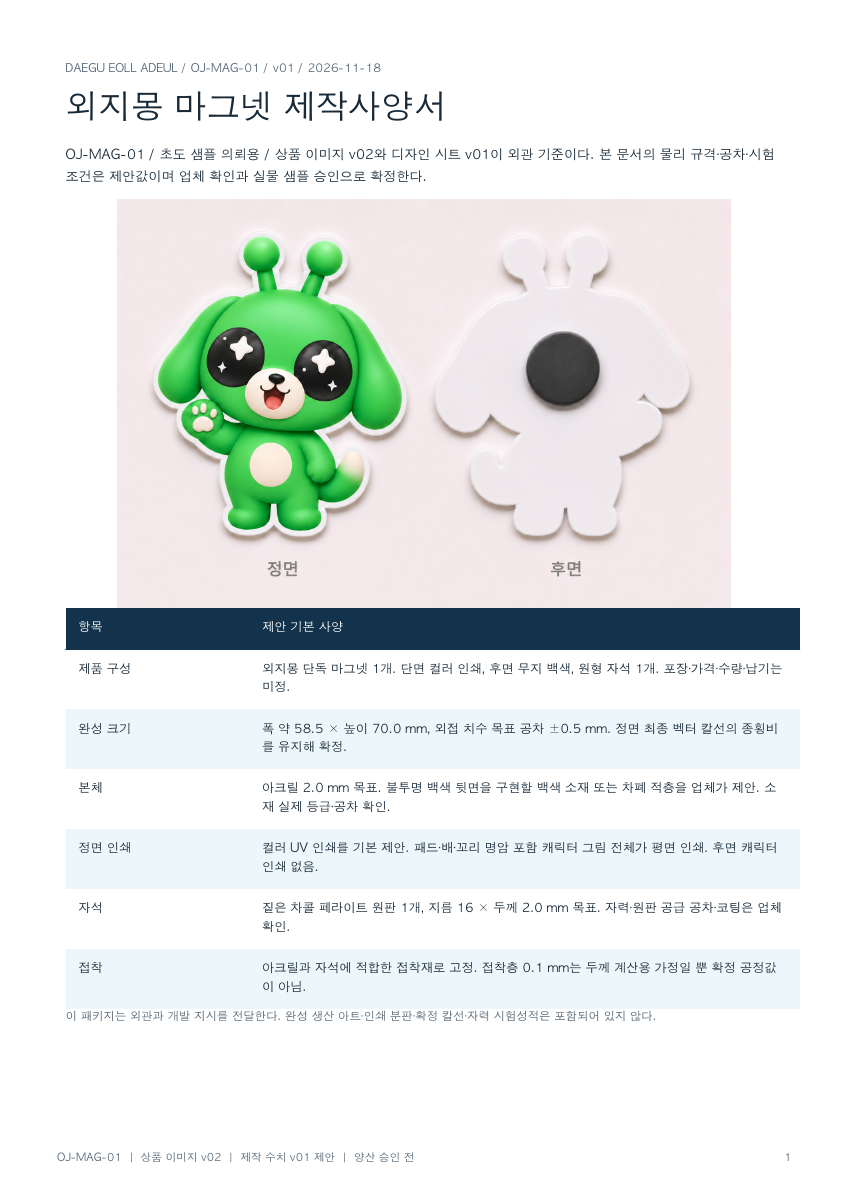 DAEGU EOLL ADEUL / OJ-MAG-01 / v01 / 2026-11-18
외지몽 마그넷 제작사양서
OJ-MAG-01 / 초도 샘플 의뢰용 / 상품 이미지 v02와 디자인 시트 v01이 외관 기준이다. 본 문서의 물리 규격·공차·시험
조건은 제안값이며 업체 확인과 실물 샘플 승인으로 확정한다.
정면
후면
항목
제안 기본 사양
제품 구성
외지몽 단독 마그넷 1개. 단면 컬러 인쇄, 후면 무지 백색, 원형 자석 1개. 포장·가격·수량·납기는
미정.
완성 크기
폭 약 58.5 × 높이 70.0 mm, 외접 치수 목표 공차 ±0.5 mm. 정면 최종 벡터 칼선의 종횡비
를 유지해 확정.
본체
아크릴 2.0 mm 목표. 불투명 백색 뒷면을 구현할 백색 소재 또는 차폐 적층을 업체가 제안. 소
재 실제 등급·공차 확인.
정면 인쇄
컬러 UV 인쇄를 기본 제안. 패드·배·꼬리 명암 포함 캐릭터 그림 전체가 평면 인쇄. 후면 캐릭터
인쇄 없음.
자석
짙은 차콜 페라이트 원판 1개, 지름 16 × 두께 2.0 mm 목표. 자력·원판 공급 공차·코팅은 업체
확인.
접착
아크릴과 자석에 적합한 접착재로 고정. 접착층 0.1 mm는 두께 계산용 가정일 뿐 확정 공정값
이 아님.
이 패키지는 외관과 개발 지시를 전달한다. 완성 생산 아트·인쇄 분판·확정 칼선·자력 시험성적은 포함되어 있지 않다.
OJ-MAG-01 | 상품 이미지 v02 | 제작 수치 v01 제안 | 양산 승인 전
1